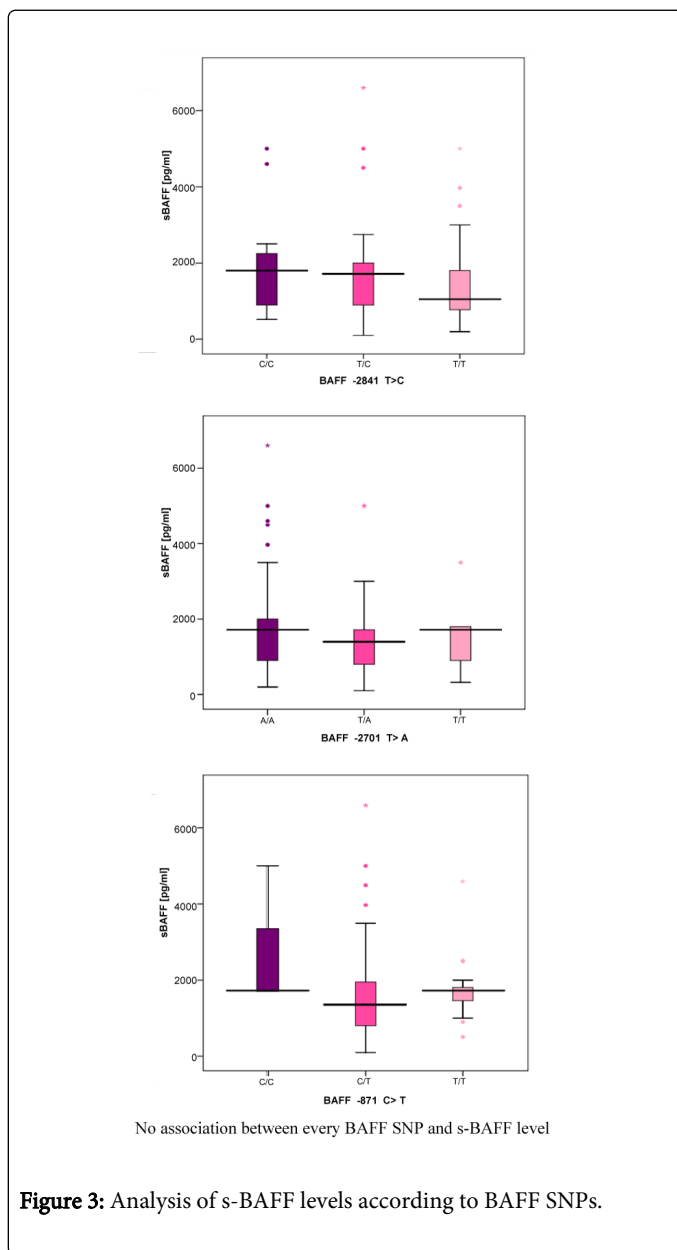 6000
4000
2000
0
sBAFF [pg/ml]
C/C T/C T/T
BAFF -2841 T>C
6000
4000
2000
0
sBAFF [pg/ml]
A/A T/A T/T
BAFF -2701 T> A
6000
4000
2000
0
sBAFF [pg/ml]
C/C C/T T/T
BAFF -871 C> T
No association between every BAFF SNP and s-BAFF level
Figure 3: Analysis of s-BAFF levels according to BAFF SNPs.